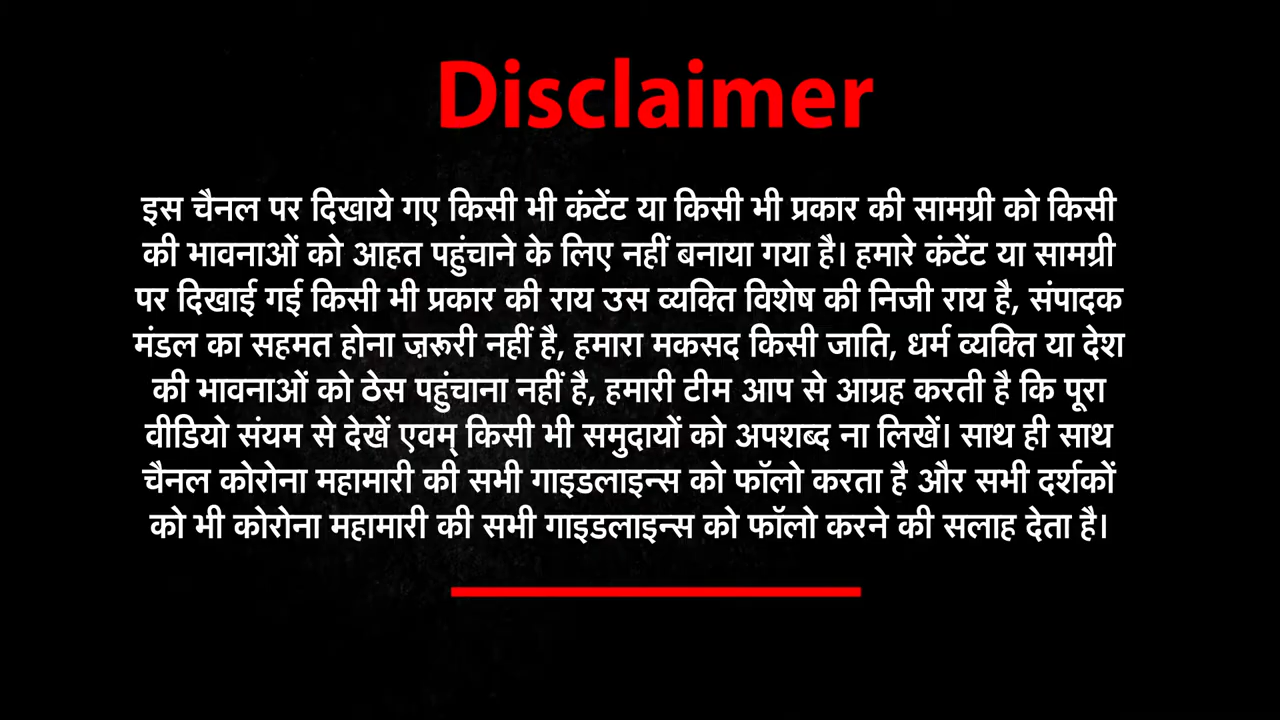 Disclaimer
इस चैनल पर दिखाये गए किसी भी कंटेंट या किसी भी प्रकार की सामग्री को किसी
की भावनाओं को आहत पहुंचाने के लिए नहीं बनाया गया है। हमारे कंटेंट या सामग्री
पर दिखाई गई किसी भी प्रकार की राय उस व्यक्ति विशेष की निजी राय है, संपादक
मंडल का सहमत होना ज़रूरी नहीं है, हमारा मकसद किसी जाति, धर्म व्यक्ति या देश
की भावनाओं को ठेस पहुंचाना नहीं है, हमारी टीम आप से आग्रह करती है कि पूरा
वीडियो संयम से देखें एवम् किसी भी समुदायों को अपशब्द ना लिखें। साथ ही साथ
चैनल कोरोना महामारी की सभी गाइडलाइन्स को फॉलो करता है और सभी दर्शकों
को भी कोरोना महामारी की सभी गाइडलाइन्स को फॉलो करने की सलाह देता है।